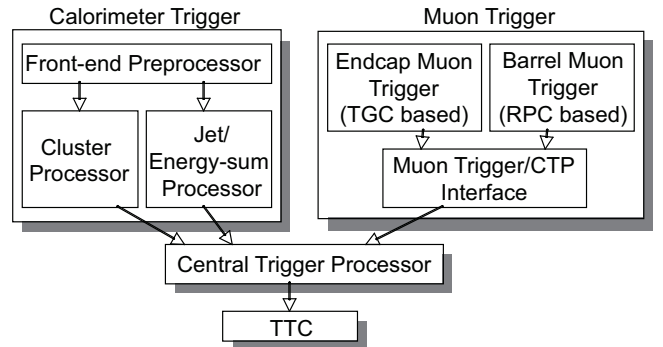 Calorimeter Trigger
Front-end Preprocessor
Cluster
Processor
Jet/
Energy-sum
Processor
Muon Trigger
Endcap Muon
Trigger
(TGC based)
Barrel Muon
Trigger
(RPC based)
Muon Trigger/CTP
Interface
Central Trigger Processor
TTC